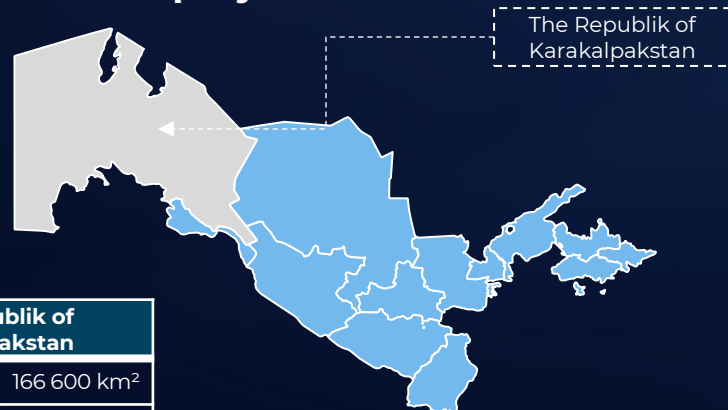 The Republik of
Karakalpakstan
ublik of
akstan
166 600 km²